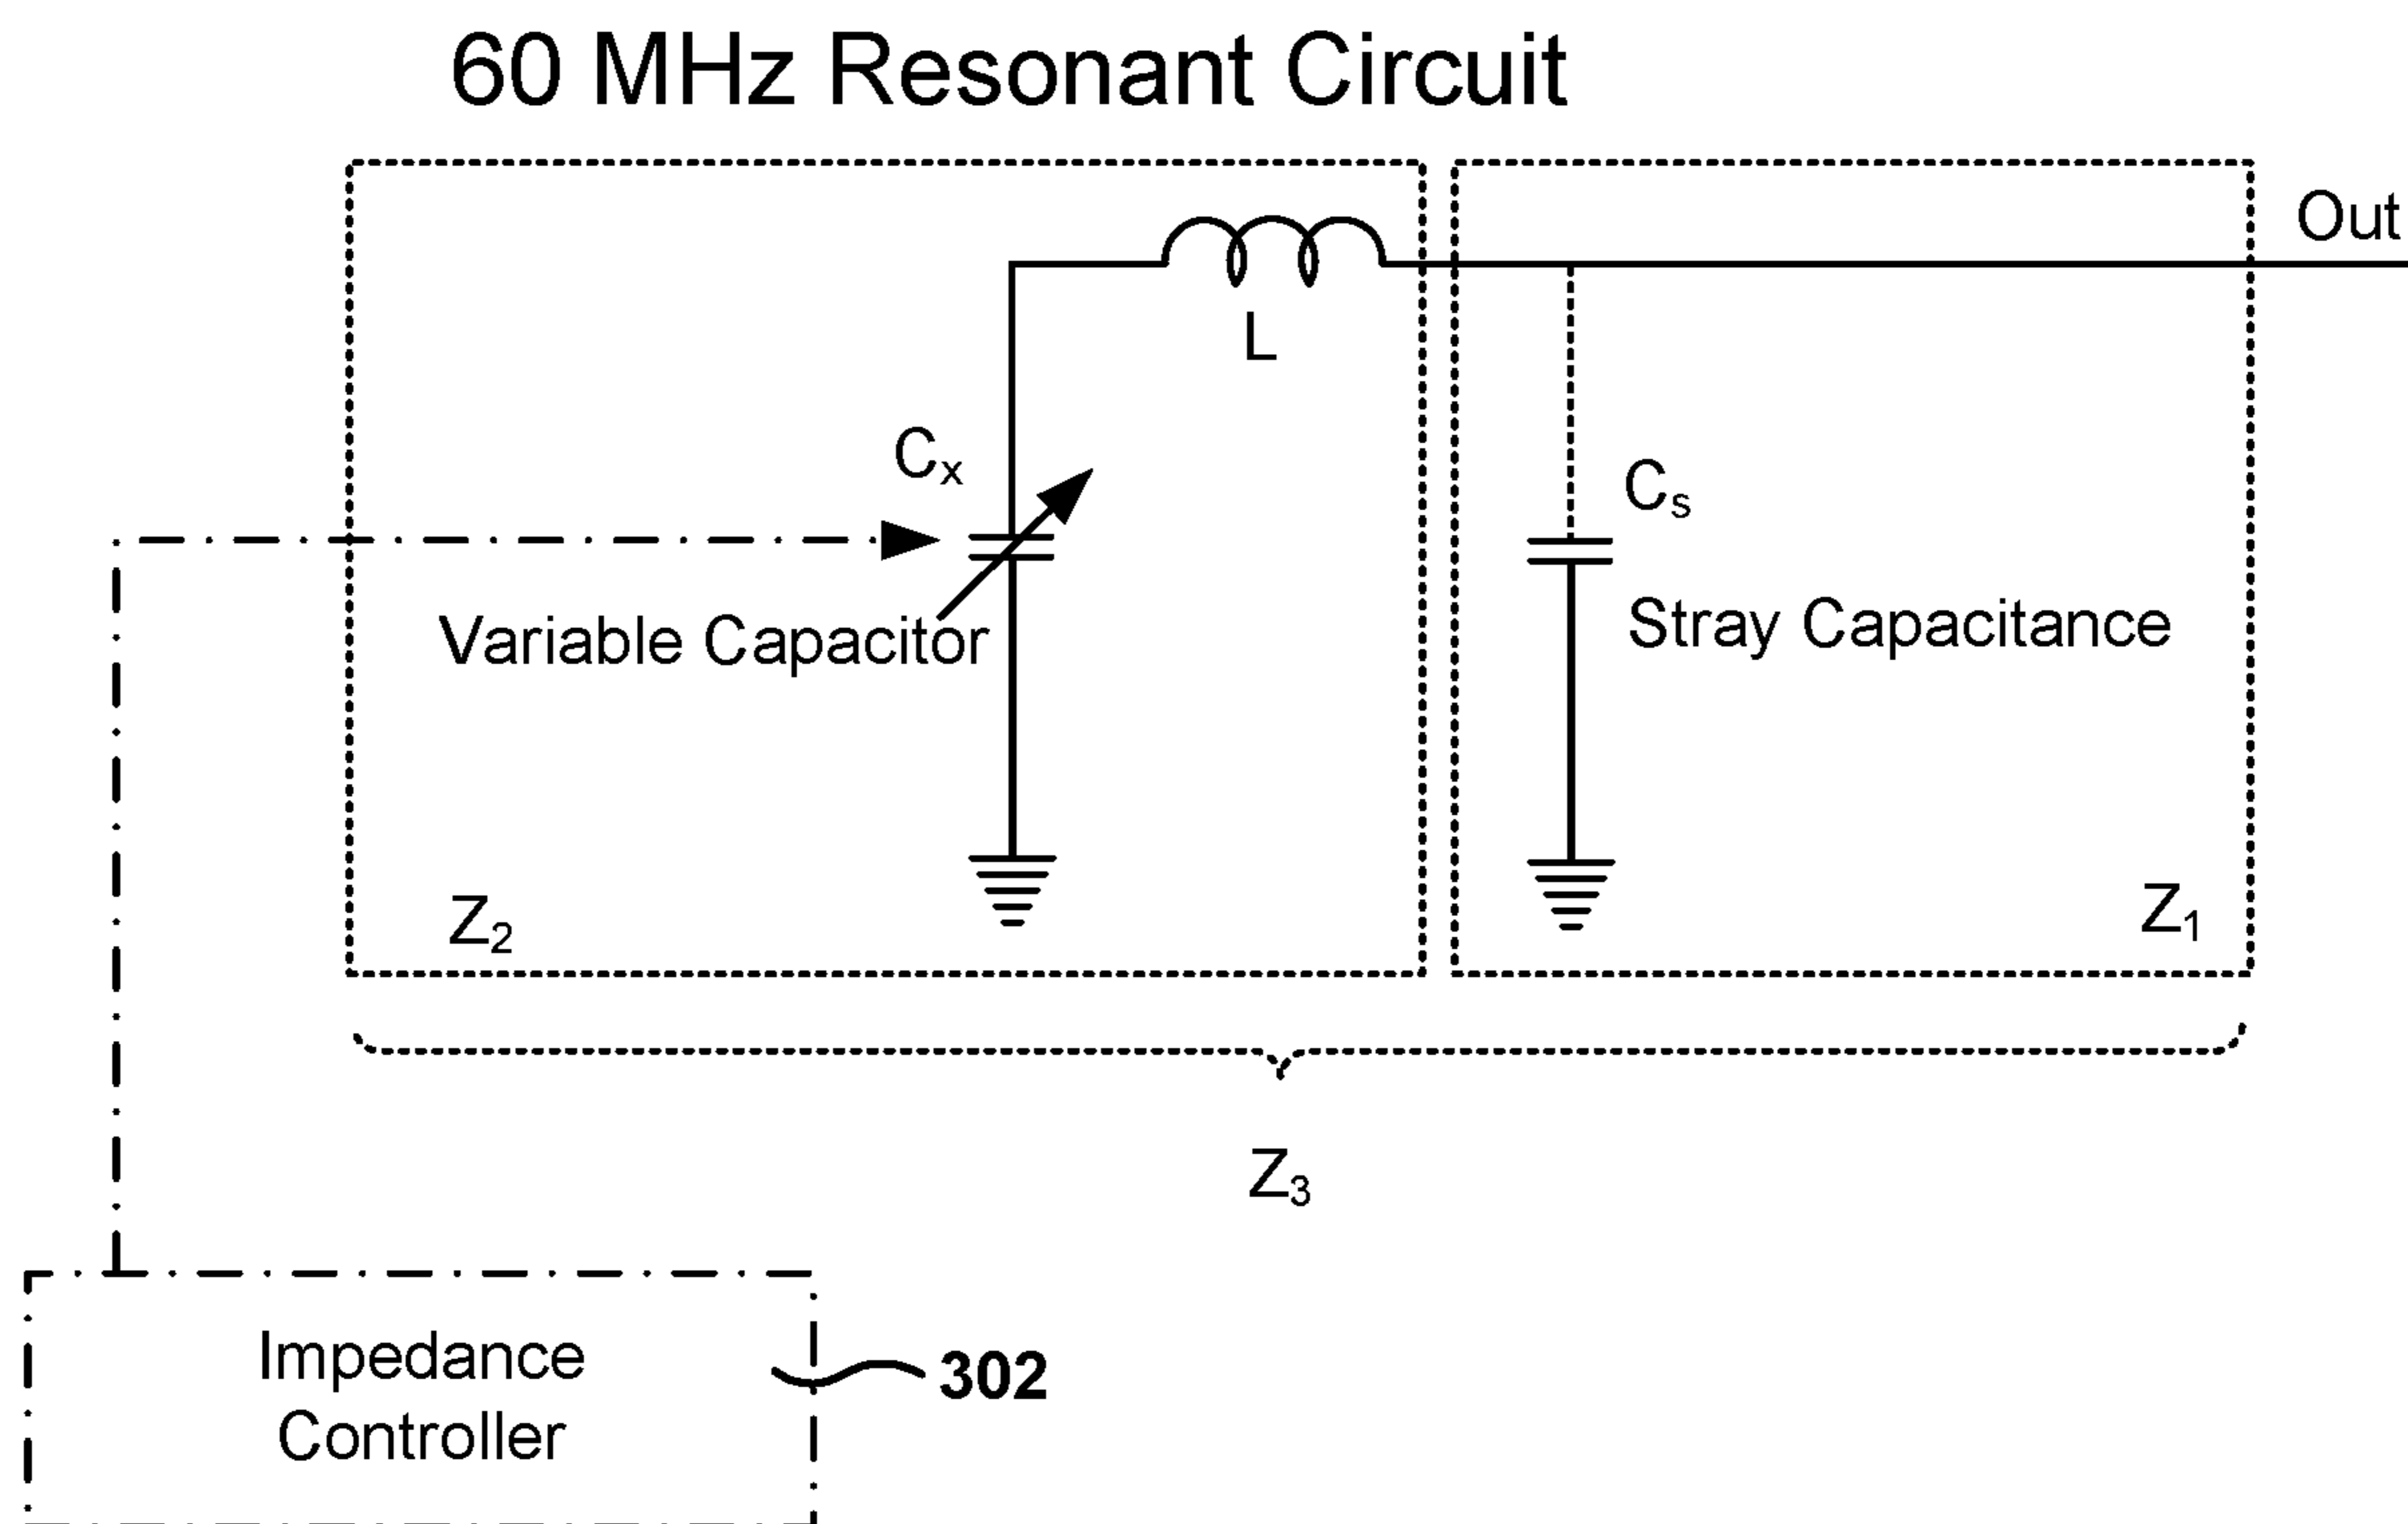 60 MHz Resonant Circuit
Out
L
Cx
Cs
Variable Capacitor
Stray Capacitance
Z2
Z1
Z3
Impedance
Controller
302